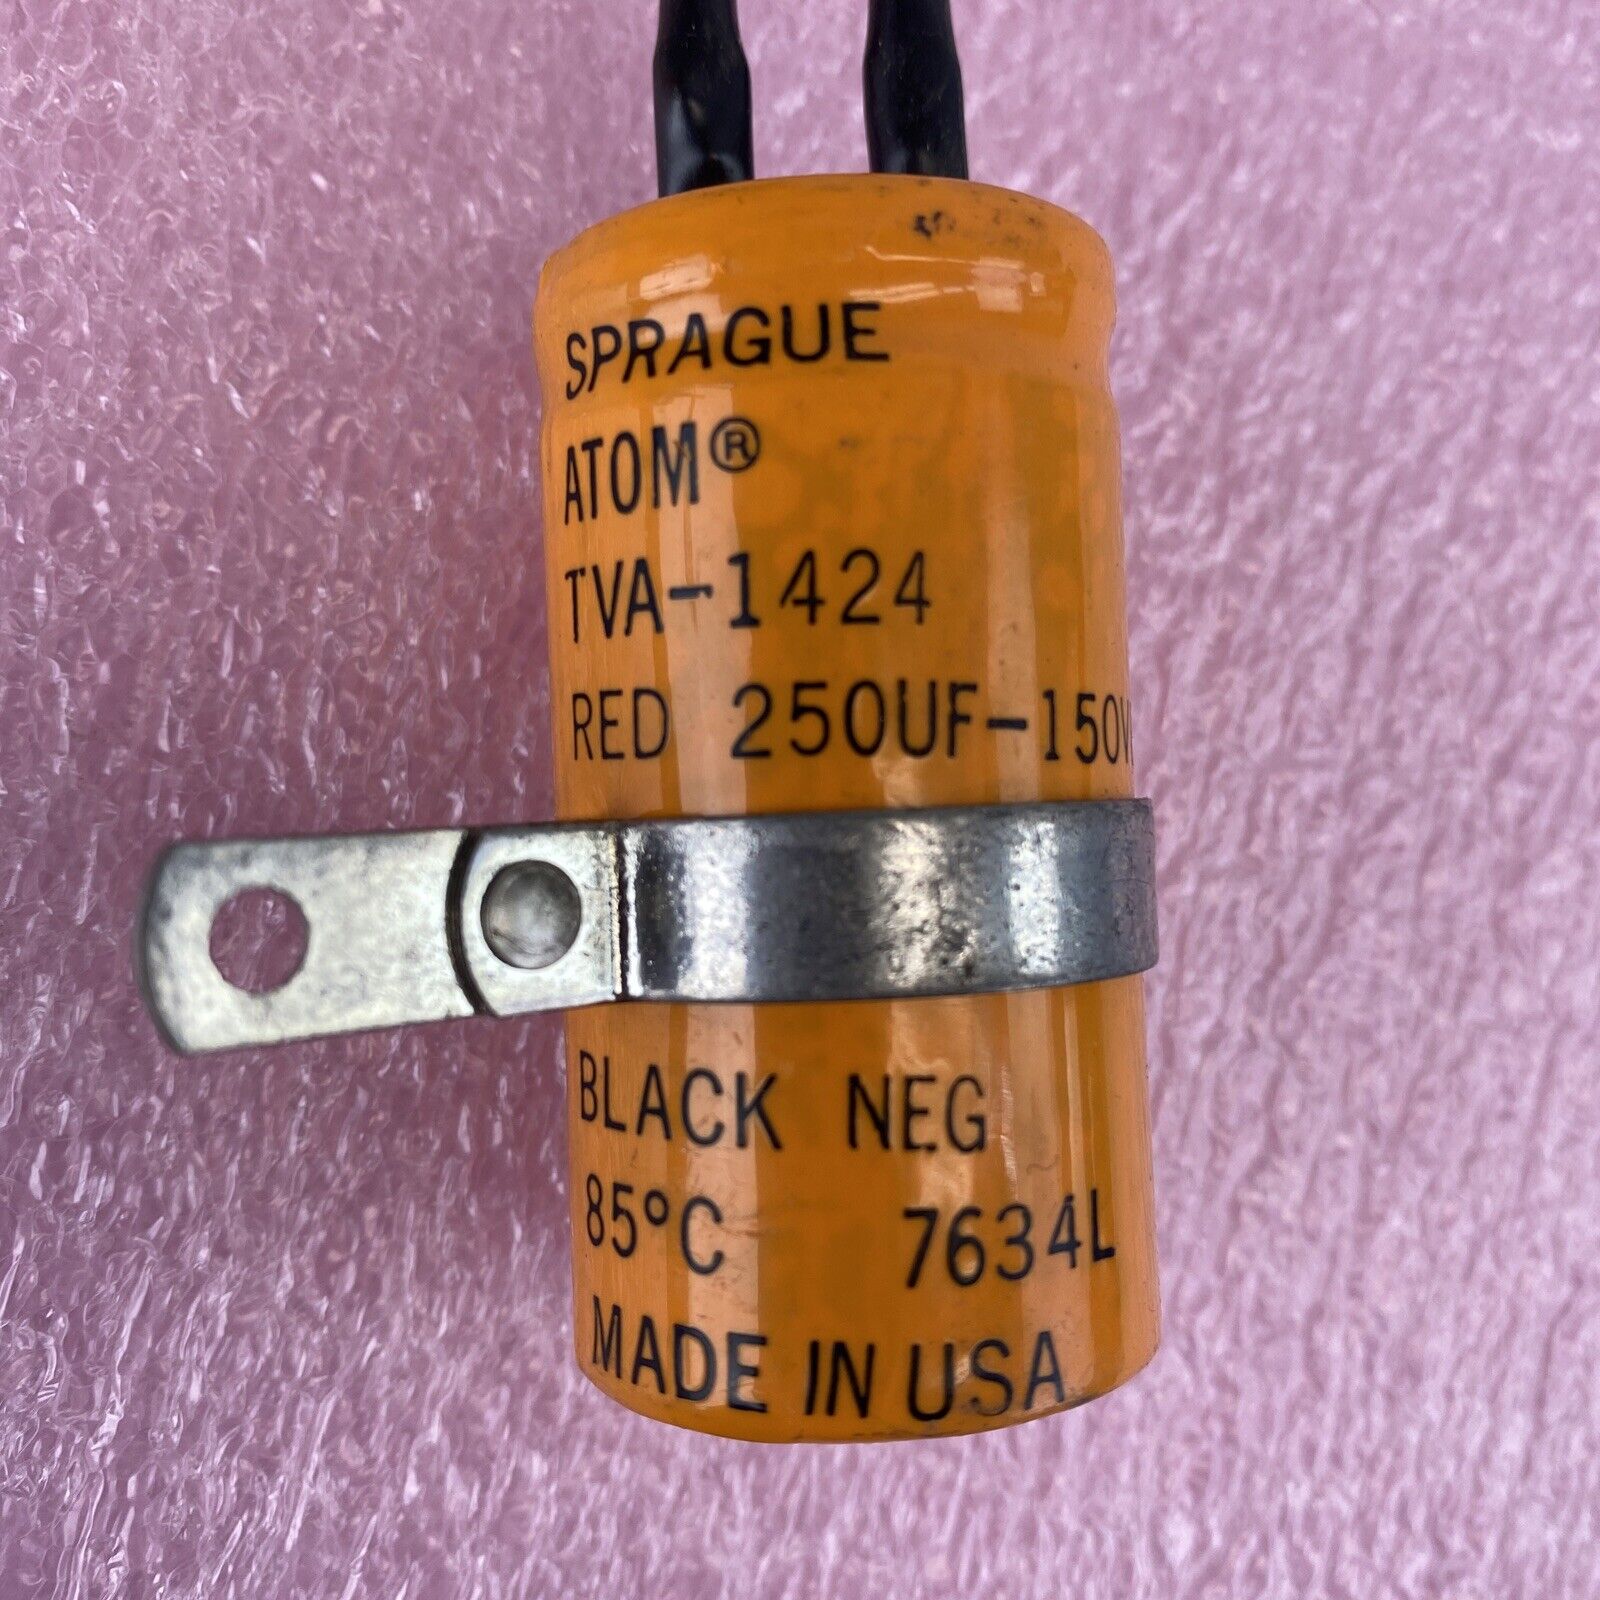 SPRAGUE
ATOM®
TVA-1424
RED 250UF-150V
BLACK NEG
85°C 7634L
MADE IN USA